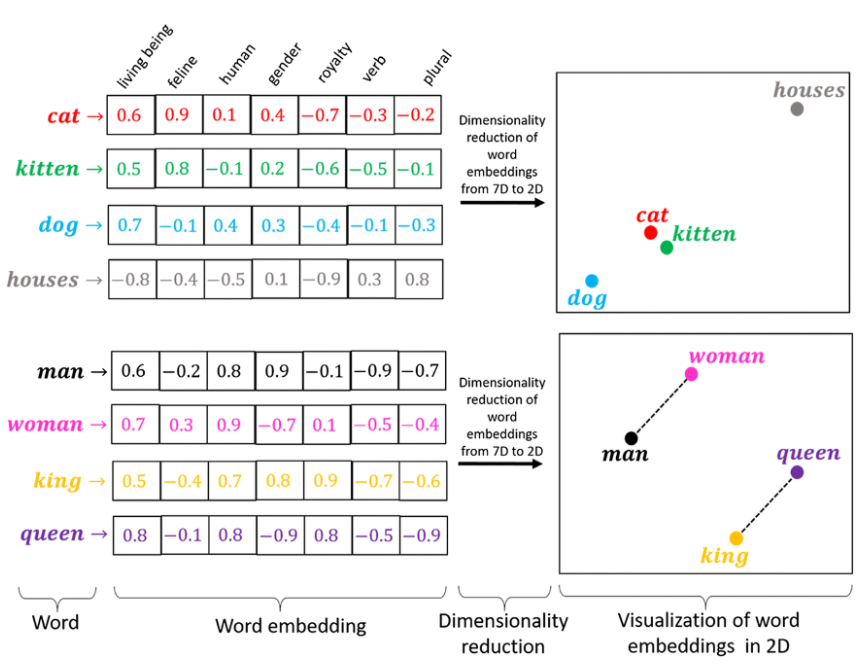 living being feline human gender royalty verb plural
cat → 0.6 0.9 0.1 0.4 −0.7 −0.3 −0.2
kitten → 0.5 0.8 −0.1 0.2 −0.6 −0.5 −0.1
dog → 0.7 −0.1 0.4 0.3 −0.4 −0.1 −0.3
houses → −0.8 −0.4 −0.5 0.1 −0.9 0.3 0.8
Dimensionality
reduction of
word
embeddings
from 7D to 2D
houses
cat
kitten
dog
man → 0.6 −0.2 0.8 0.9 −0.1 −0.9 −0.7
woman → 0.7 0.3 0.9 −0.7 0.1 −0.5 −0.4
king → 0.5 −0.4 0.7 0.8 0.9 −0.7 −0.6
queen → 0.8 −0.1 0.8 −0.9 0.8 −0.5 −0.9
Dimensionality
reduction of
word
embeddings
from 7D to 2D
woman
man
queen
king
Word
Word embedding
Dimensionality
reduction
Visualization of word
embeddings in 2D